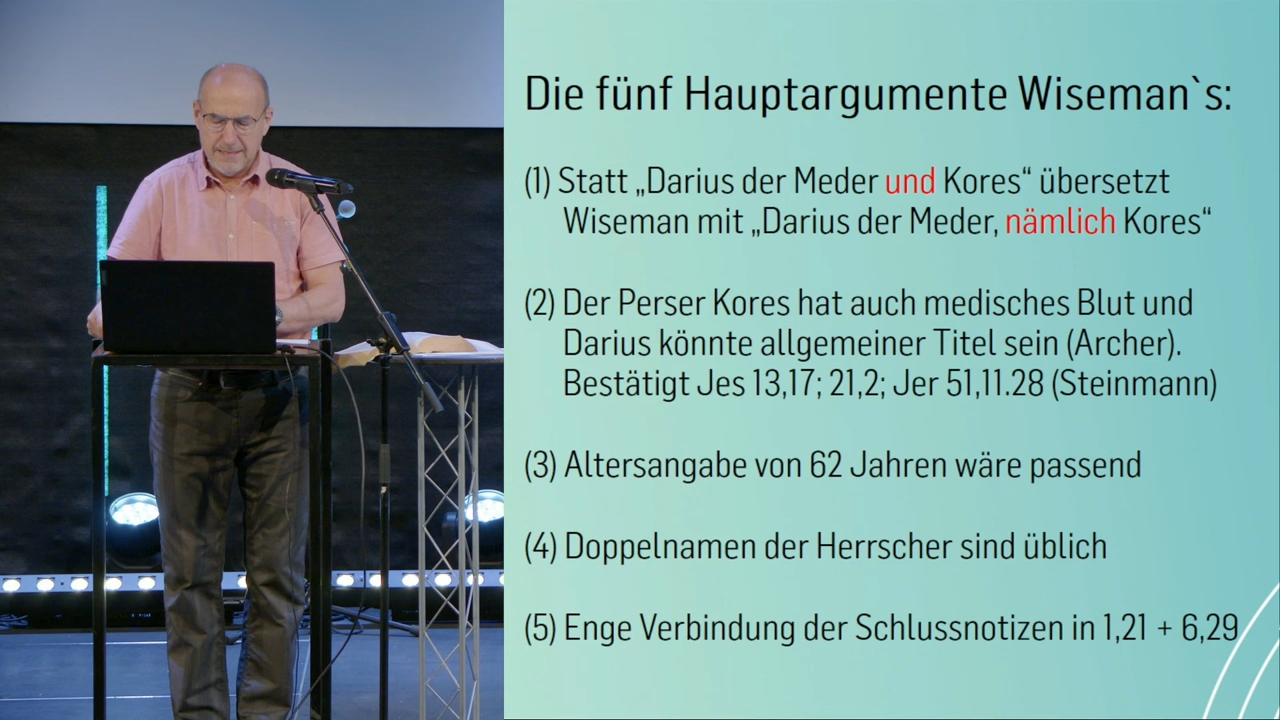 Die fünf Hauptargumente Wiseman`s:
(1) Statt „Darius der Meder und Kores“ übersetzt
Wiseman mit „Darius der Meder, nämlich Kores“
(2) Der Perser Kores hat auch medisches Blut und
Darius könnte allgemeiner Titel sein (Archer).
Bestätigt Jes 13,17; 21,2; Jer 51,11.28 (Steinmann)
(3) Altersangabe von 62 Jahren wäre passend
(4) Doppelnamen der Herrscher sind üblich
(5) Enge Verbindung der Schlussnotizen in 1,21 + 6,29